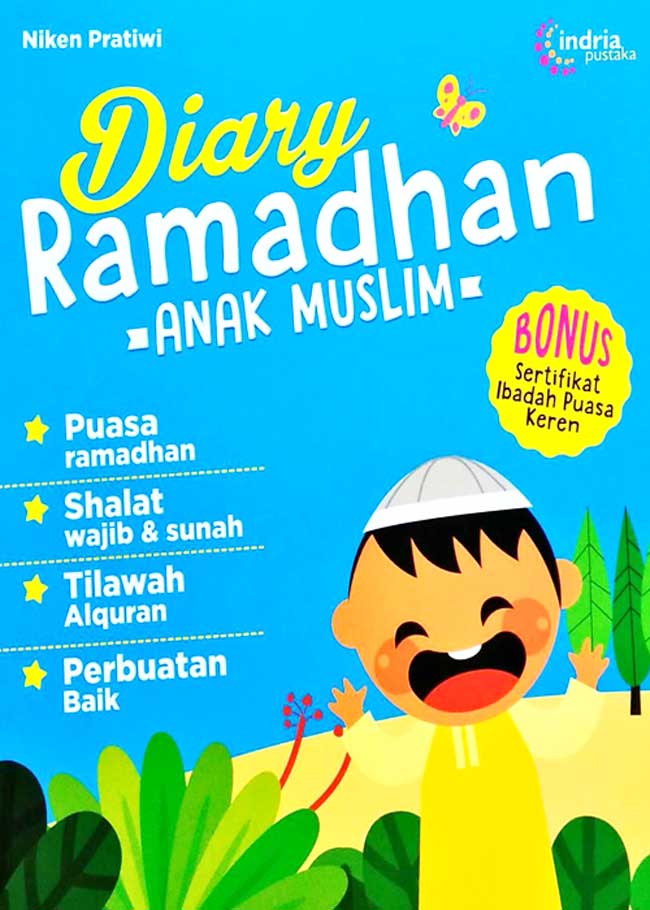 Niken Pratiwi
indria
pustaka
Diary
Ramadhan
ANAK MUSLIM
BONUS
Sertifikat
Ibadah Puasa
Keren
Puasa
ramadhan
Shalat
wajib & sunah
Tilawah
Alquran
Perbuatan
Baik